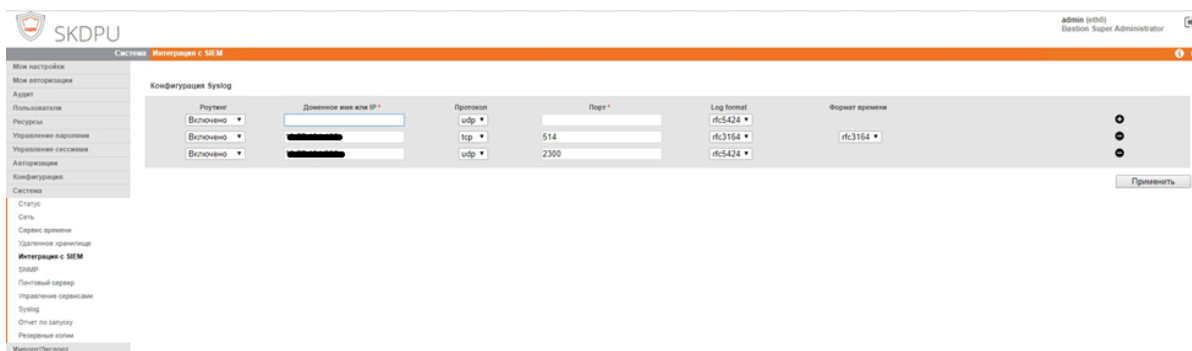 SKDPU
admin (eth0)
Bastion Super Administrator
Система Интеграция с SIEM
Мои настройки
Мои авторизации
Аудит
Пользователи
Ресурсы
Управление паролями
Управление сессиями
Авторизации
Конфигурация
Система
Статус
Сеть
Сервис времени
Удаленное хранилище
Интеграция с SIEM
SNMP
Почтовый сервер
Управление сервисами
Syslog
Отчет по запуску
Резервные копии
Импорт/Экспорт
Конфигурация Syslog
Роутинг Доменное имя или IP * Протокол Порт * Log format Формат времени
Включено udp rfc5424
Включено tcp 514 rfc3164 rfc3164
Включено udp 2300 rfc5424
Применить